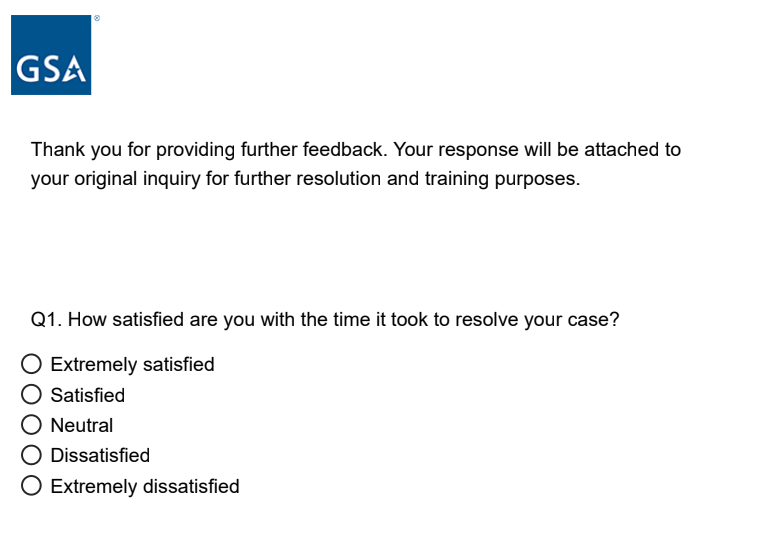 GSA®
Thank you for providing further feedback. Your response will be attached to
your original inquiry for further resolution and training purposes.
Q1. How satisfied are you with the time it took to resolve your case?
Extremely satisfied
Satisfied
Neutral
Dissatisfied
Extremely dissatisfied